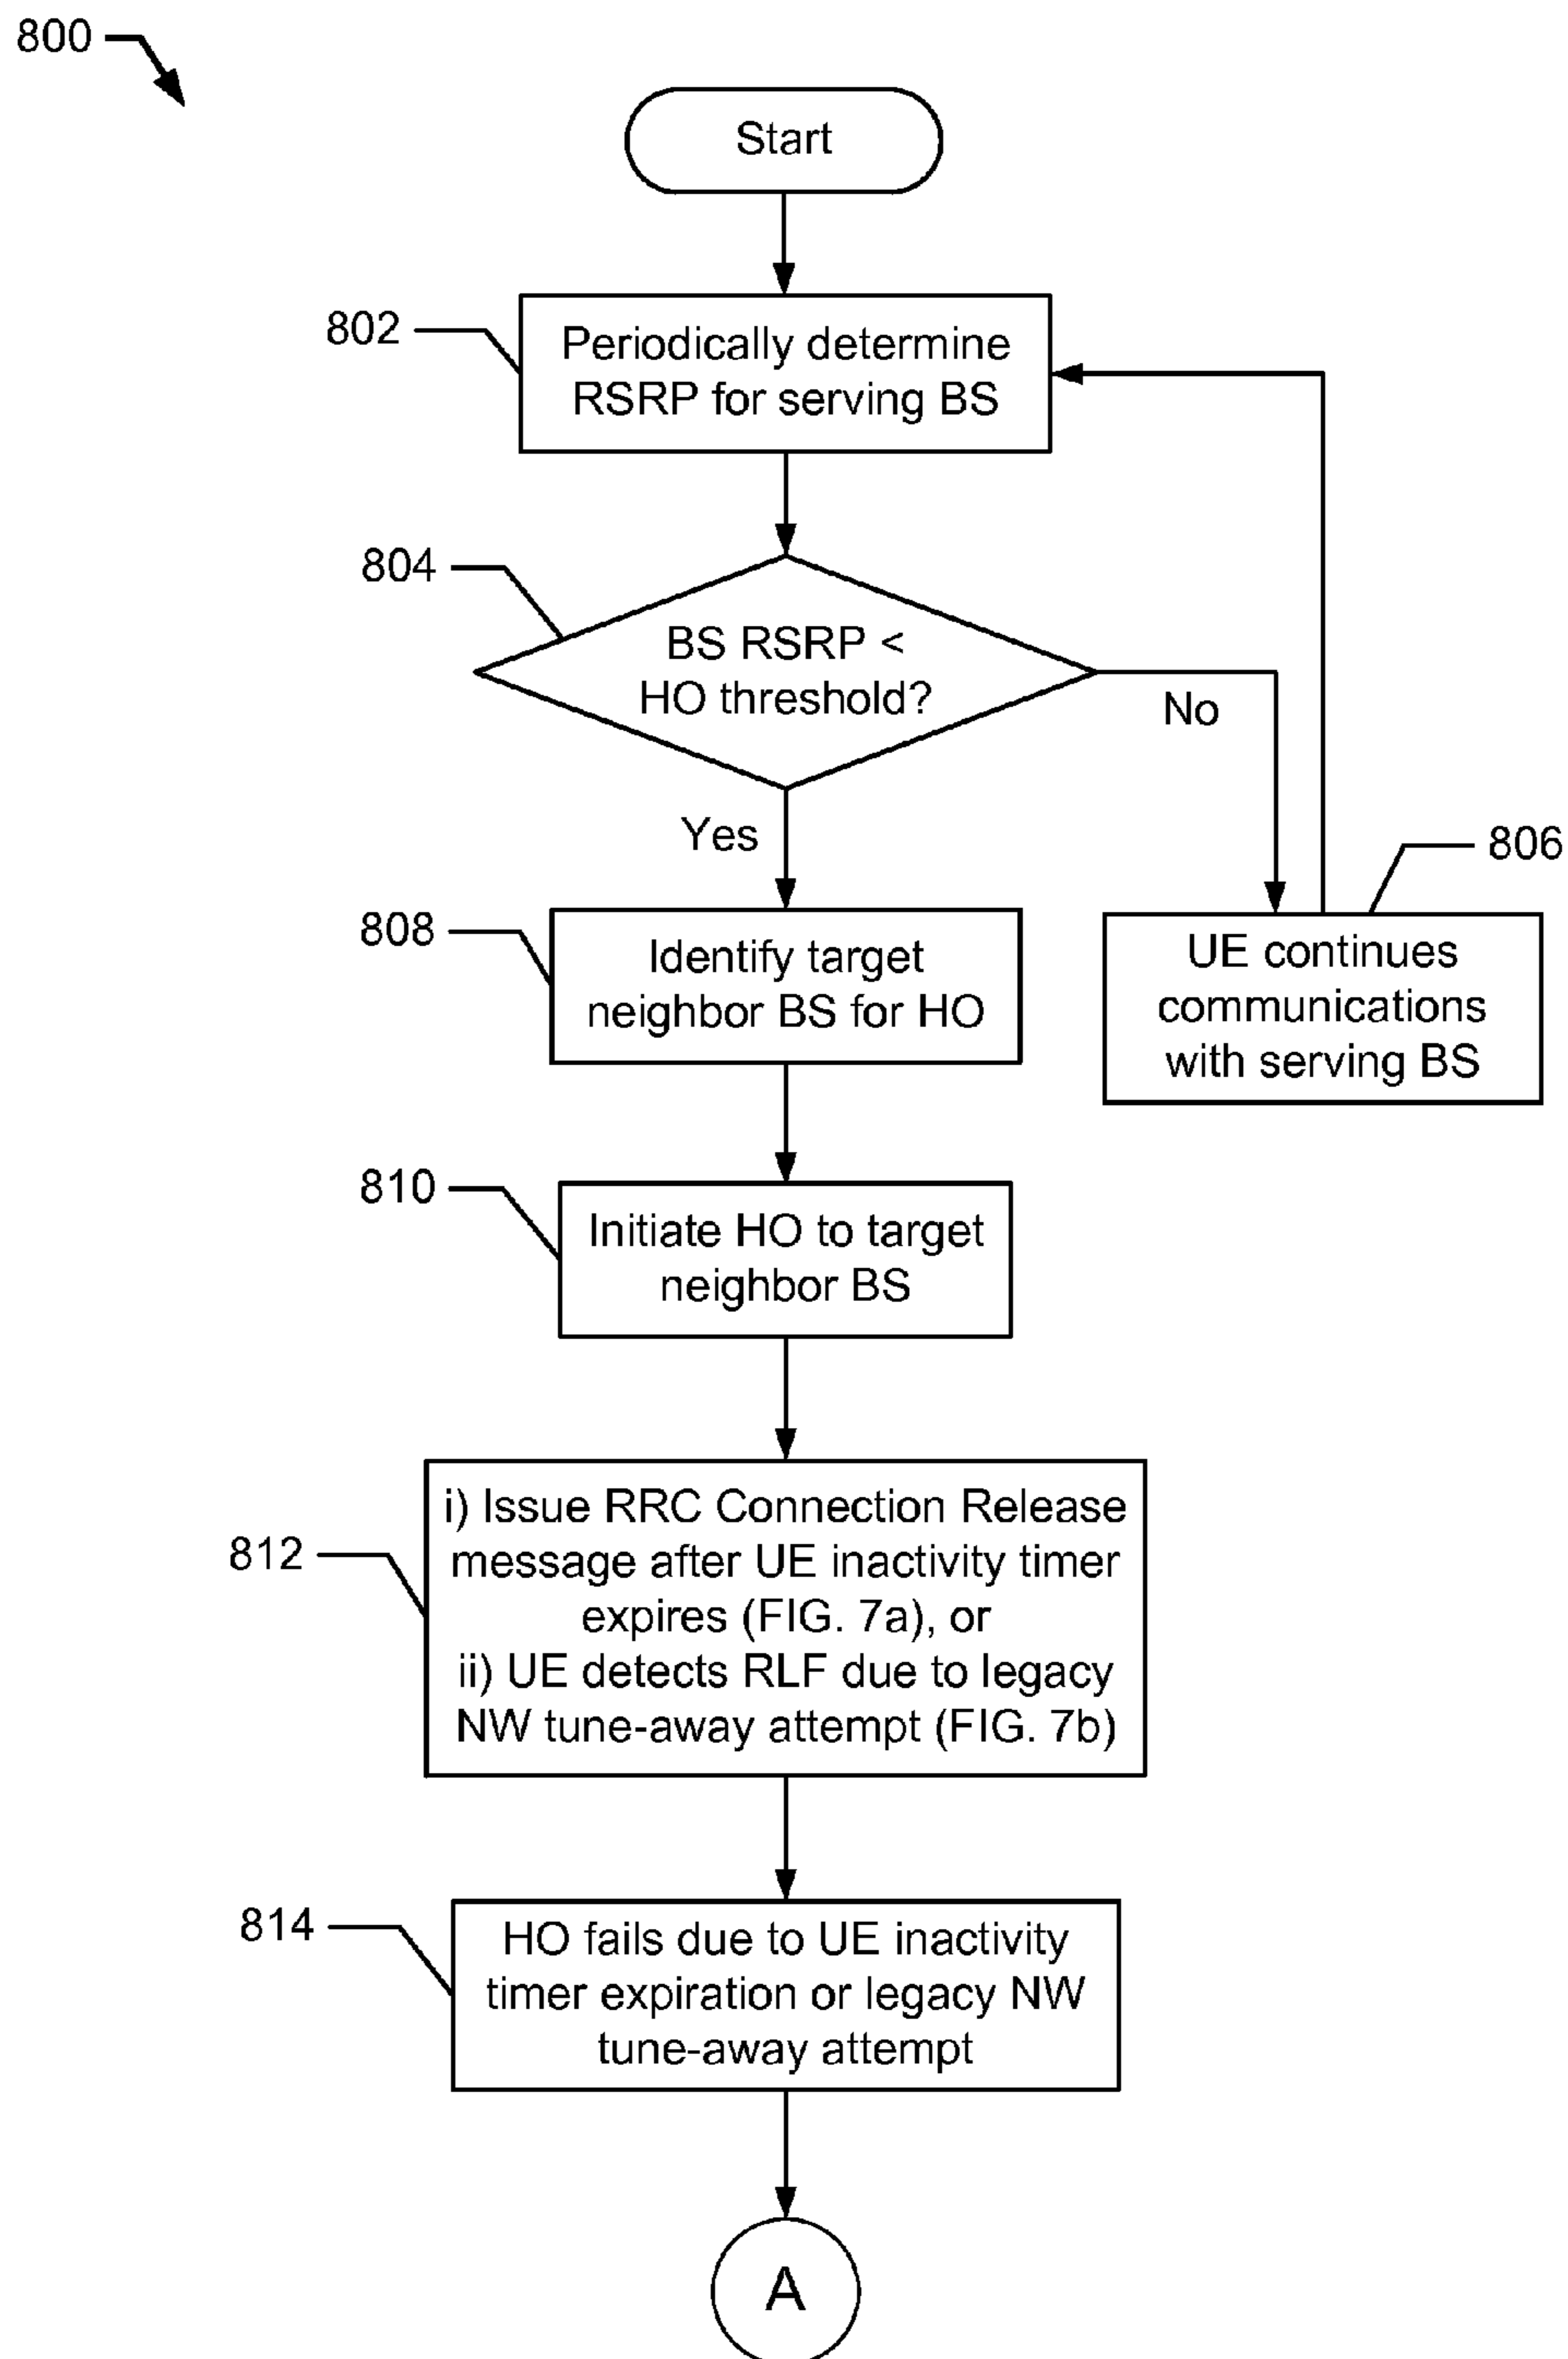 800
Start
802
Periodically determine
RSRP for serving BS
804
BS RSRP <
HO threshold?
No
Yes
806
808
Identify target
neighbor BS for HO
UE continues
communications
with serving BS
810
Initiate HO to target
neighbor BS
812
i) Issue RRC Connection Release
message after UE inactivity timer
expires (FIG. 7a), or
ii) UE detects RLF due to legacy
NW tune-away attempt (FIG. 7b)
814
HO fails due to UE inactivity
timer expiration or legacy NW
tune-away attempt
A